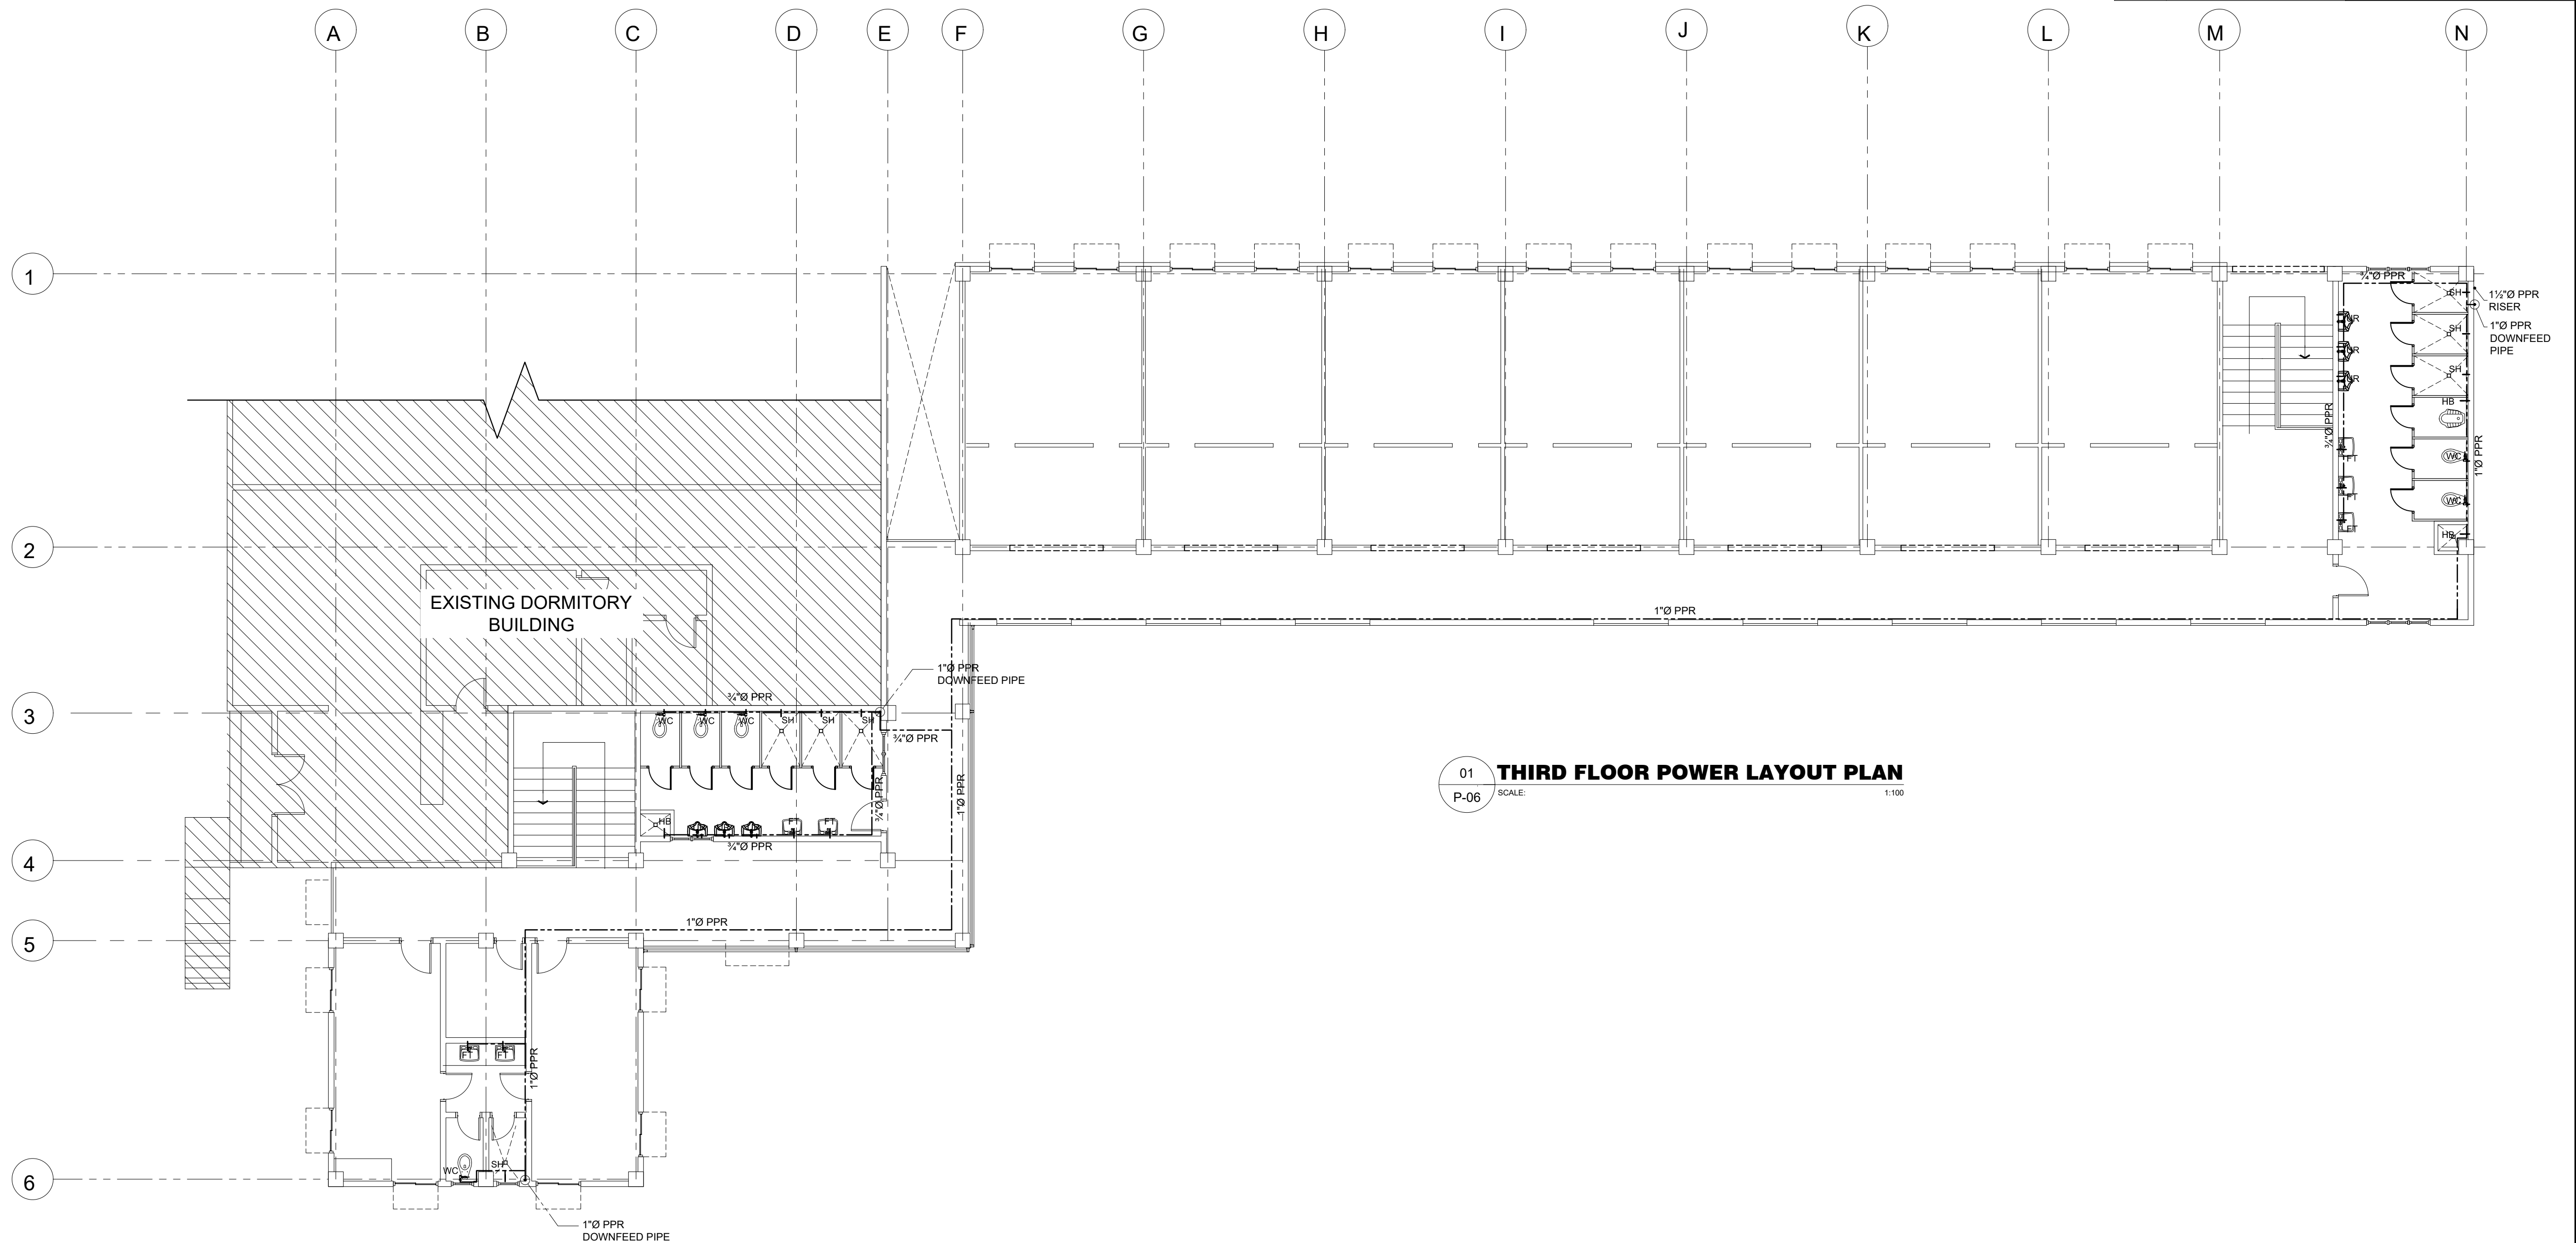 A B C D E F G H I J K L M N
1
¾"Ø PPR
SH
1½"Ø PPR
RISER
1"Ø PPR
DOWNFEED
PIPE
UR
SH
UR
SH
UR
HB
¾"Ø PPR
1"Ø PPR
FT
WC
FT
WC
FT
HB
2
EXISTING DORMITORY
BUILDING
1"Ø PPR
1"Ø PPR
DOWNFEED PIPE
¾"Ø PPR
3
WC WC WC SH SH SH
¾"Ø PPR
¾"Ø PPR
1"Ø PPR
01
P-06
THIRD FLOOR POWER LAYOUT PLAN
SCALE: 1:100
HB FT FT
¾"Ø PPR
4
1"Ø PPR
5
FT FT
1"Ø PPR
WC SH
6
1"Ø PPR
DOWNFEED PIPE